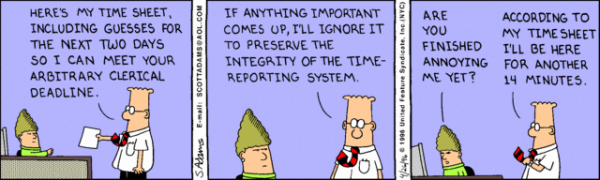 HERE'S MY TIME SHEET,
INCLUDING GUESSES FOR
THE NEXT TWO DAYS
SO I CAN MEET YOUR
ARBITRARY CLERICAL
DEADLINE.
S.Adams
E-mail: SCOTTADAMS@AOL.COM
IF ANYTHING IMPORTANT
COMES UP, I'LL IGNORE IT
TO PRESERVE THE
INTEGRITY OF THE TIME-
REPORTING SYSTEM.
© 1996 United Feature Syndicate, Inc.(NYC)
ARE
YOU
FINISHED
ANNOYING
ME YET?
ACCORDING TO
MY TIMESHEET
I'LL BE HERE
FOR ANOTHER
14 MINUTES.